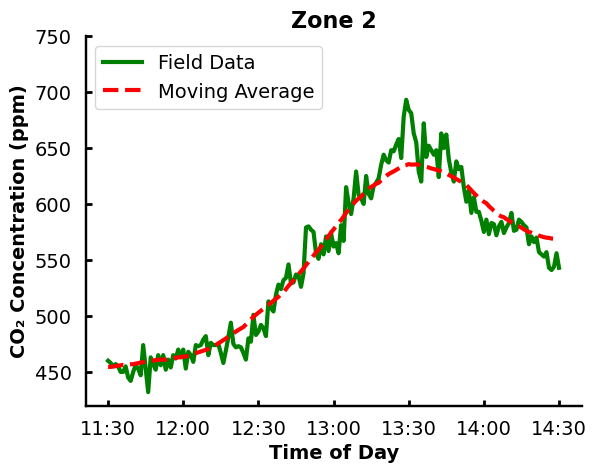 Zone 2
Field Data
Moving Average
CO₂ Concentration (ppm)
750
700
650
600
550
500
450
11:30 12:00 12:30 13:00 13:30 14:00 14:30
Time of Day